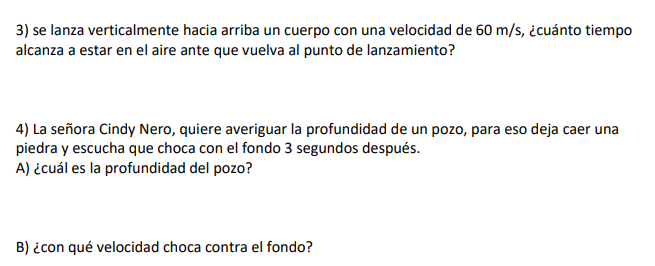 3) se lanza verticalmente hacia arriba un cuerpo con una velocidad de 60 m/s, ¿cuánto tiempo
alcanza a estar en el aire ante que vuelva al punto de lanzamiento?
4) La señora Cindy Nero, quiere averiguar la profundidad de un pozo, para eso deja caer una
piedra y escucha que choca con el fondo 3 segundos después.
A) ¿cuál es la profundidad del pozo?
B) ¿con qué velocidad choca contra el fondo?